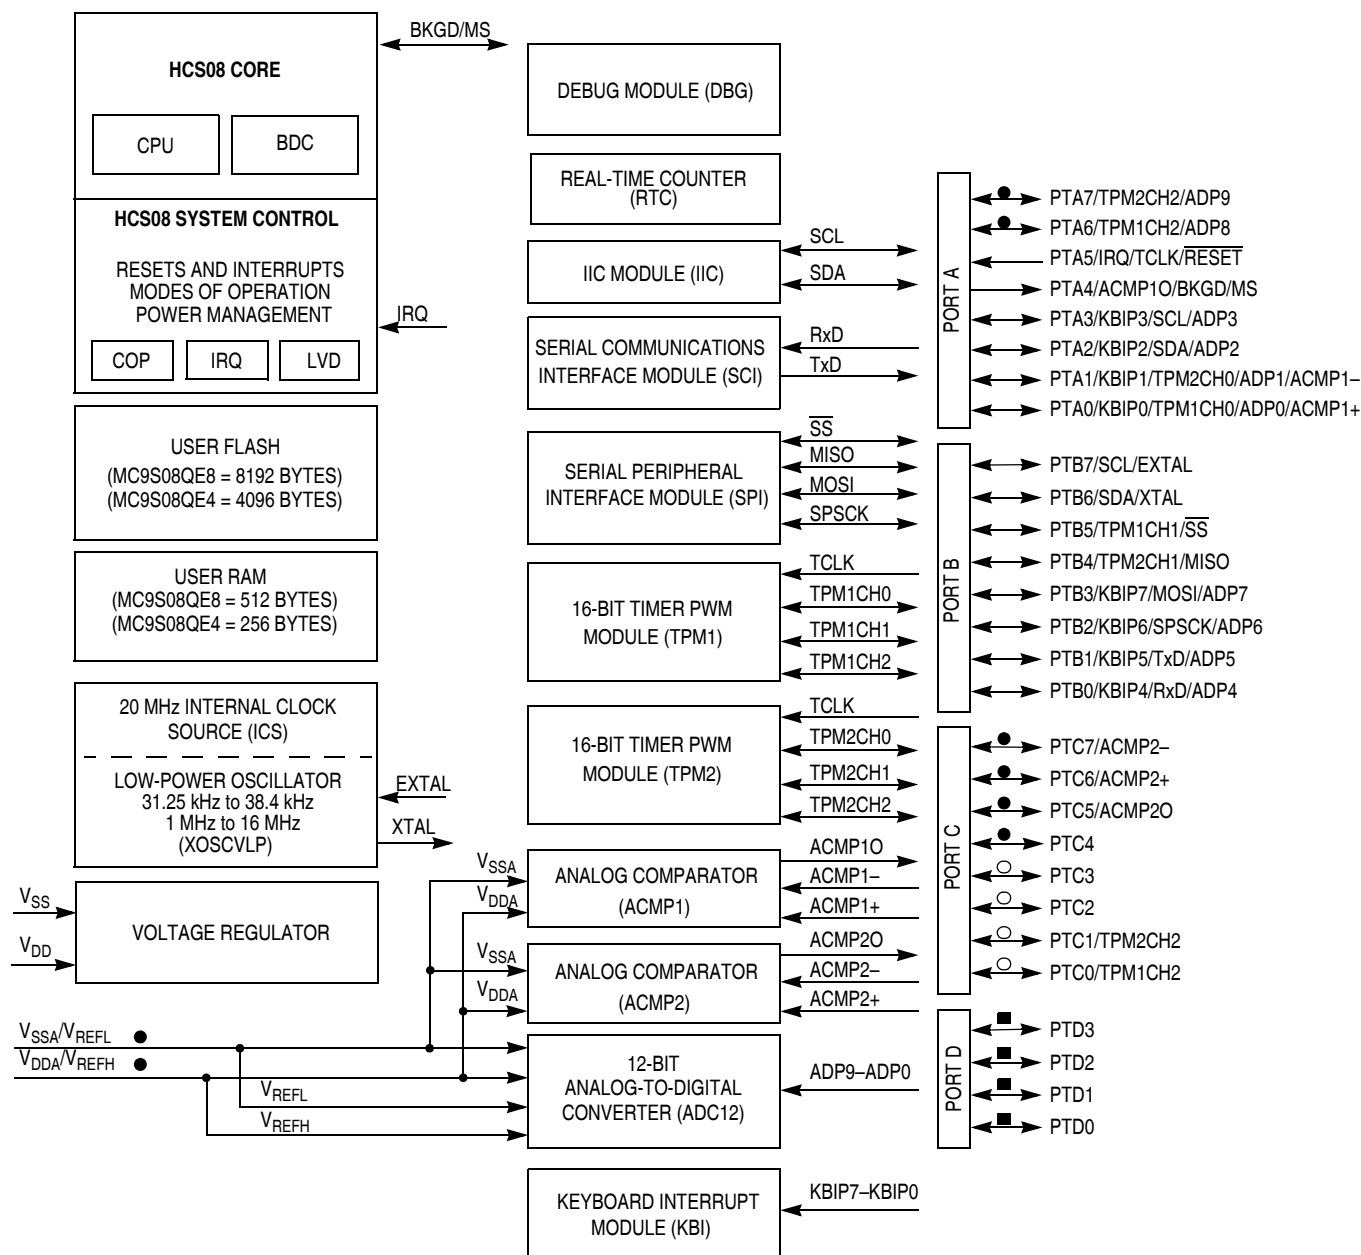 BKGD/MS
HCS08 CORE
CPU
BDC
HCS08 SYSTEM CONTROL
RESETS AND INTERRUPTS
MODES OF OPERATION
POWER MANAGEMENT
IRQ
COP
IRQ
LVD
USER FLASH
(MC9S08QE8 = 8192 BYTES)
(MC9S08QE4 = 4096 BYTES)
USER RAM
(MC9S08QE8 = 512 BYTES)
(MC9S08QE4 = 256 BYTES)
20 MHz INTERNAL CLOCK
SOURCE (ICS)
LOW-POWER OSCILLATOR
31.25 kHz to 38.4 kHz
1 MHz to 16 MHz
(XOSCVLP)
EXTAL
XTAL
VSS
VDD
VOLTAGE REGULATOR
VSSA/VREFL
VDDA/VREFH
VREFL
VREFH
DEBUG MODULE (DBG)
REAL-TIME COUNTER
(RTC)
IIC MODULE (IIC)
SCL
SDA
SERIAL COMMUNICATIONS
INTERFACE MODULE (SCI)
RxD
TxD
SERIAL PERIPHERAL
INTERFACE MODULE (SPI)
SS
MISO
MOSI
SPSCK
16-BIT TIMER PWM
MODULE (TPM1)
TCLK
TPM1CH0
TPM1CH1
TPM1CH2
16-BIT TIMER PWM
MODULE (TPM2)
TCLK
TPM2CH0
TPM2CH1
TPM2CH2
VSSA
VDDA
ANALOG COMPARATOR
(ACMP1)
ACMP1O
ACMP1–
ACMP1+
VSSA
VDDA
ANALOG COMPARATOR
(ACMP2)
ACMP2O
ACMP2–
ACMP2+
12-BIT
ANALOG-TO-DIGITAL
CONVERTER (ADC12)
ADP9–ADP0
KEYBOARD INTERRUPT
MODULE (KBI)
KBIP7–KBIP0
PORT A
PTA7/TPM2CH2/ADP9
PTA6/TPM1CH2/ADP8
PTA5/IRQ/TCLK/RESET
PTA4/ACMP1O/BKGD/MS
PTA3/KBIP3/SCL/ADP3
PTA2/KBIP2/SDA/ADP2
PTA1/KBIP1/TPM2CH0/ADP1/ACMP1–
PTA0/KBIP0/TPM1CH0/ADP0/ACMP1+
PORT B
PTB7/SCL/EXTAL
PTB6/SDA/XTAL
PTB5/TPM1CH1/SS
PTB4/TPM2CH1/MISO
PTB3/KBIP7/MOSI/ADP7
PTB2/KBIP6/SPSCK/ADP6
PTB1/KBIP5/TxD/ADP5
PTB0/KBIP4/RxD/ADP4
PORT C
PTC7/ACMP2–
PTC6/ACMP2+
PTC5/ACMP2O
PTC4
PTC3
PTC2
PTC1/TPM2CH2
PTC0/TPM1CH2
PORT D
PTD3
PTD2
PTD1
PTD0